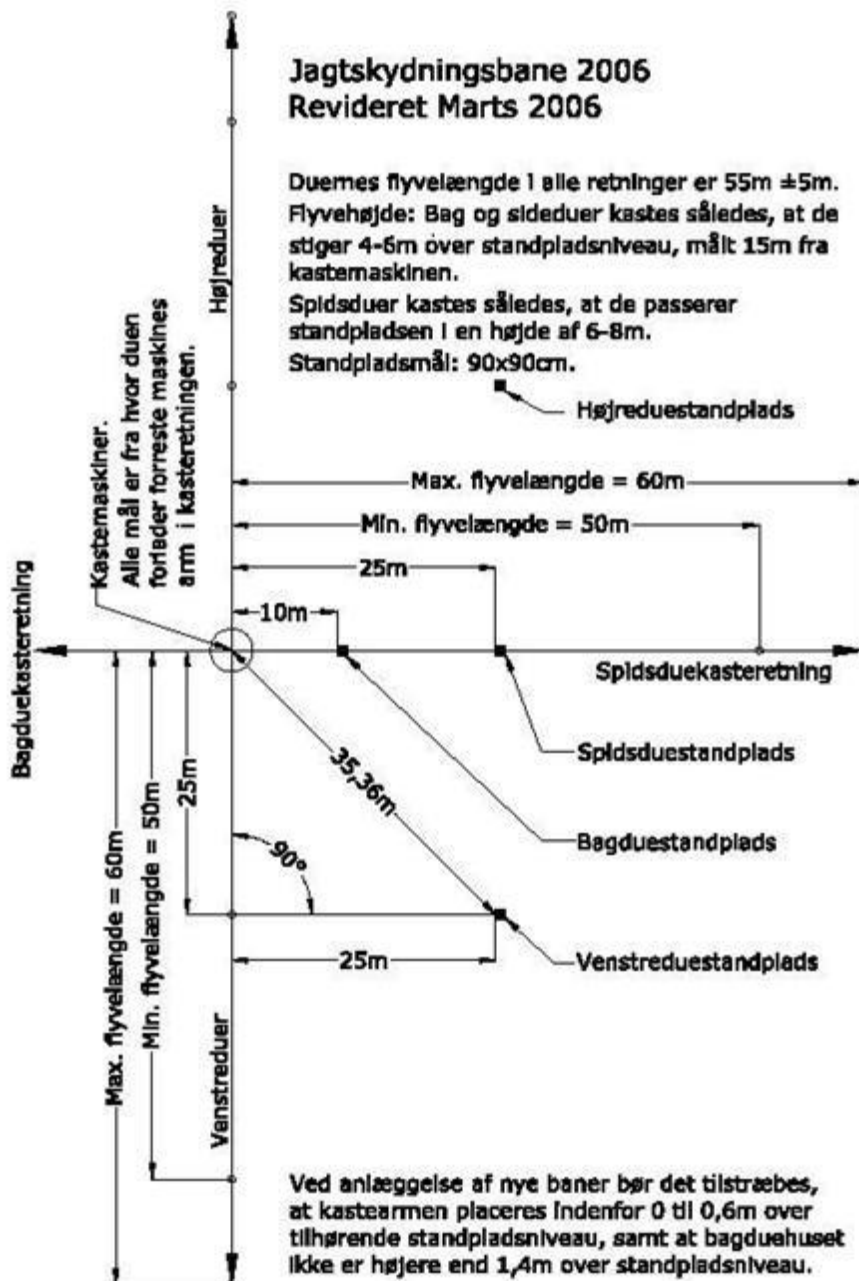 Jagtskydningsbane 2006
Revideret Marts 2006
Duernes flyvelængde i alle retninger er 55m ±5m.
Flyvehøjde: Bag og sideduer kastes således, at de
stiger 4-6m over standpladsniveau, målt 15m fra
kastemaskinen.
Spidsduer kastes således, at de passerer
standpladsen i en højde af 6-8m.
Standpladsmål: 90x90cm.
Højreduestandplads
Højreduer
Kastemaskiner.
Alle mål er fra hvor duen
forlader forreste maskines
arm i kasteretningen.
Max. flyvelængde = 60m
Min. flyvelængde = 50m
25m
10m
Bagduekasteretning
Spidsduekasteretning
Spidsduestandplads
35,36m
25m
Bagduestandplads
90°
Venstreduestandplads
25m
Max. flyvelængde = 60m
Min. flyvelængde = 50m
Venstreduer
Ved anlæggelse af nye baner bør det tilstræbes,
at kastearmen placeres indenfor 0 til 0,6m over
tilhørende standpladsniveau, samt at bagduehuset
ikke er højere end 1,4m over standpladsniveau.